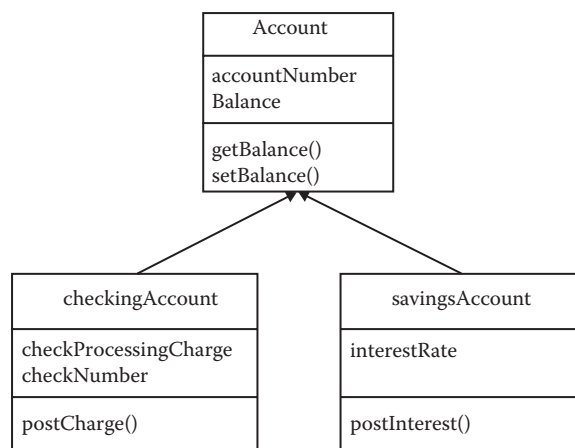 Account
accountNumber
Balance
getBalance()
setBalance()
checkingAccount
checkProcessingCharge
checkNumber
postCharge()
savingsAccount
interestRate
postInterest()